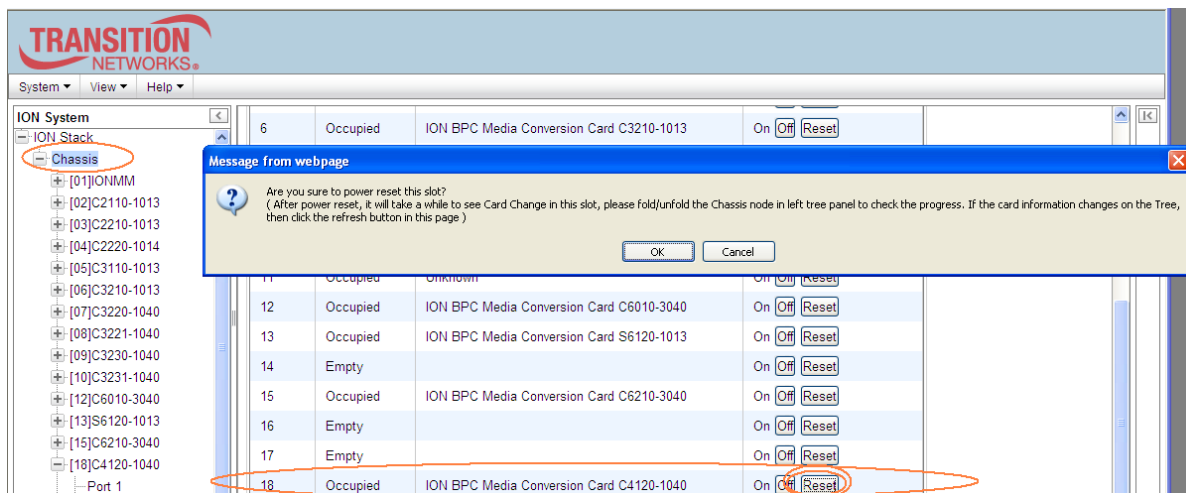 TRANSITION
NETWORKS®
System View Help
ION System
ION Stack
Chassis
[01]IONMM
[02]C2110-1013
[03]C2210-1013
[04]C2220-1014
[05]C3110-1013
[06]C3210-1013
[07]C3220-1040
[08]C3221-1040
[09]C3230-1040
[10]C3231-1040
[12]C6010-3040
[13]S6120-1013
[15]C6210-3040
[18]C4120-1040
Port 1
6 Occupied ION BPC Media Conversion Card C3210-1013 On Off Reset
Message from webpage
Are you sure to power reset this slot?
( After power reset, it will take a while to see Card Change in this slot, please fold/unfold the Chassis node in left tree panel to check the progress. If the card information changes on the Tree,
then click the refresh button in this page )
OK Cancel
11 Occupied Unknown On Off Reset
12 Occupied ION BPC Media Conversion Card C6010-3040 On Off Reset
13 Occupied ION BPC Media Conversion Card S6120-1013 On Off Reset
14 Empty On Off Reset
15 Occupied ION BPC Media Conversion Card C6210-3040 On Off Reset
16 Empty On Off Reset
17 Empty On Off Reset
18 Occupied ION BPC Media Conversion Card C4120-1040 On Off Reset